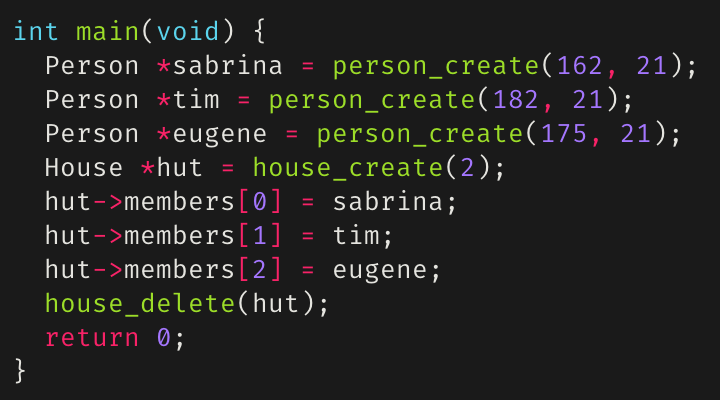 int main(void) {
  Person *sabrina = person_create(162, 21);
  Person *tim = person_create(182, 21);
  Person *eugene = person_create(175, 21);
  House *hut = house_create(2);
  hut->members[0] = sabrina;
  hut->members[1] = tim;
  hut->members[2] = eugene;
  house_delete(hut);
  return 0;
}